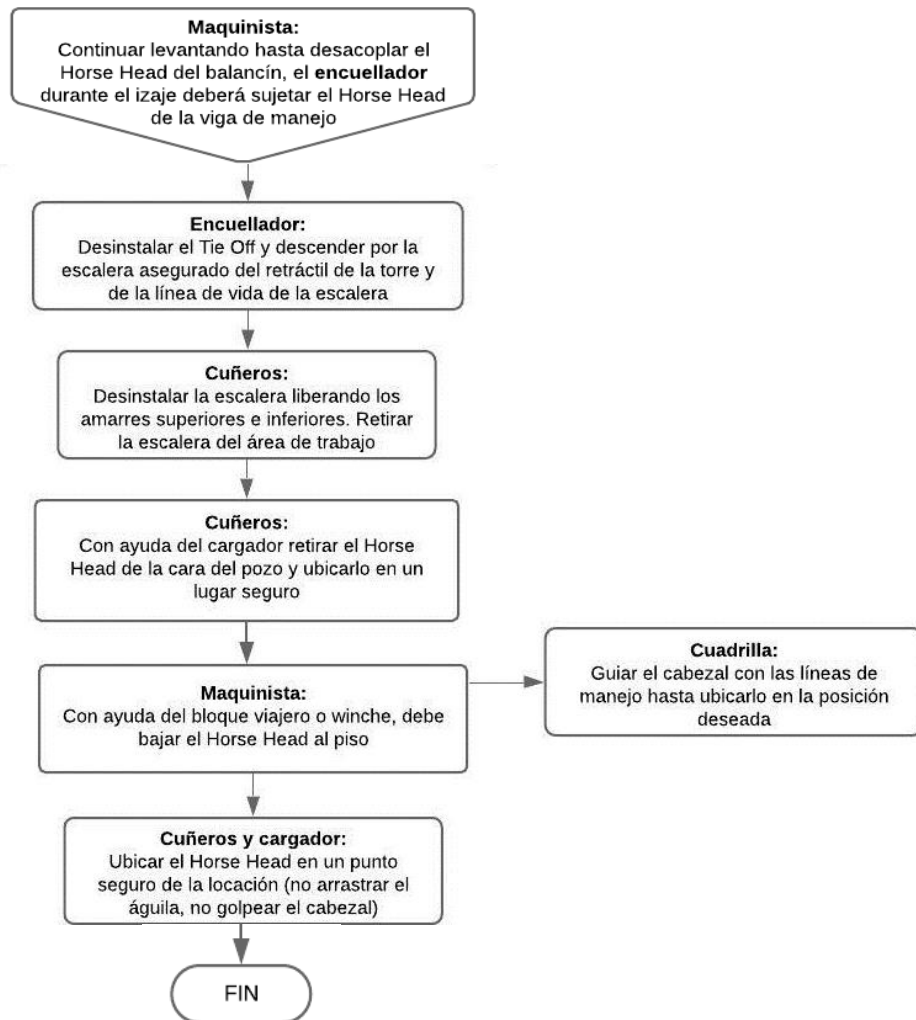 Maquinista:
Continuar levantando hasta desacoplar el
Horse Head del balancín, el encuellador
durante el izaje deberá sujetar el Horse Head
de la viga de manejo
Encuellador:
Desinstalar el Tie Off y descender por la
escalera asegurado del retráctil de la torre y
de la línea de vida de la escalera
Cuñeros:
Desinstalar la escalera liberando los
amarres superiores e inferiores. Retirar
la escalera del área de trabajo
Cuñeros:
Con ayuda del cargador retirar el Horse
Head de la cara del pozo y ubicarlo en un
lugar seguro
Maquinista:
Con ayuda del bloque viajero o winche, debe
bajar el Horse Head al piso
Cuadrilla:
Guiar el cabezal con las líneas de
manejo hasta ubicarlo en la posición
deseada
Cuñeros y cargador:
Ubicar el Horse Head en un punto
seguro de la locación (no arrastrar el
águila, no golpear el cabezal)
FIN